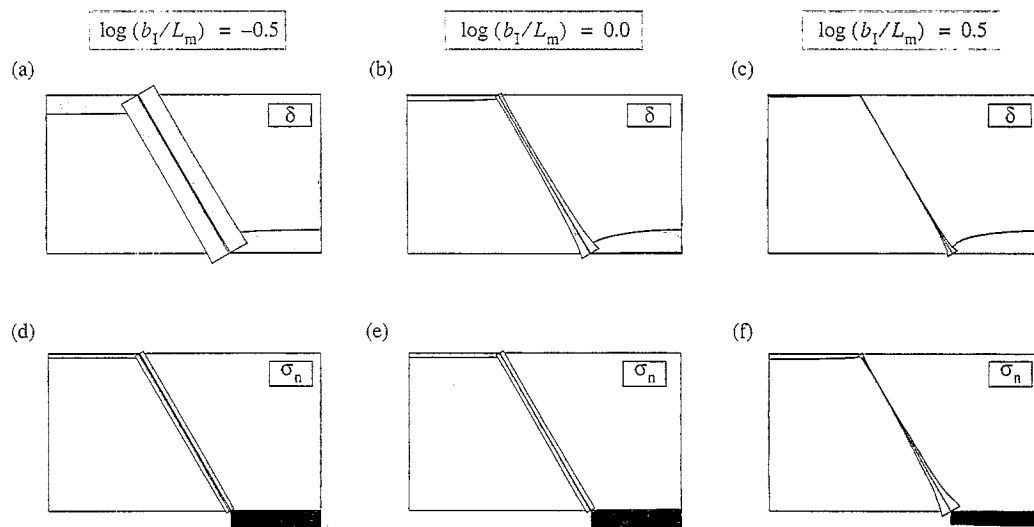 log (b_I/L_m) = −0.5
log (b_I/L_m) = 0.0
log (b_I/L_m) = 0.5
(a)
(b)
(c)
δ
δ
δ
(d)
(e)
(f)
σ_n
σ_n
σ_n